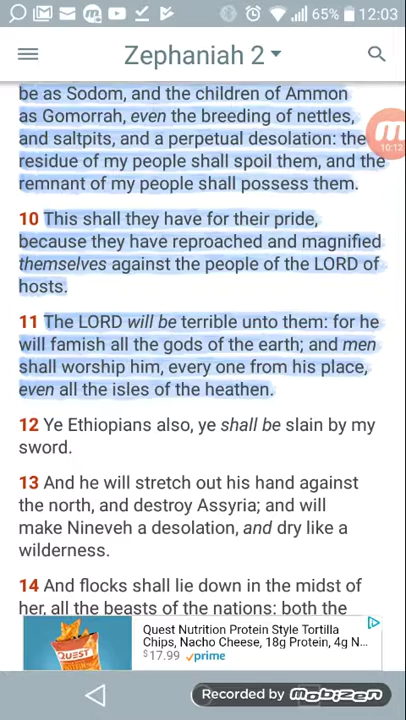 65% 12:03
Zephaniah 2
be as Sodom, and the children of Ammon
as Gomorrah, even the breeding of nettles,
and saltpits, and a perpetual desolation: the
residue of my people shall spoil them, and the
remnant of my people shall possess them.
10:12
10 This shall they have for their pride,
because they have reproached and magnified
themselves against the people of the LORD of
hosts.
11 The LORD will be terrible unto them: for he
will famish all the gods of the earth; and men
shall worship him, every one from his place,
even all the isles of the heathen.
12 Ye Ethiopians also, ye shall be slain by my
sword.
13 And he will stretch out his hand against
the north, and destroy Assyria; and will
make Nineveh a desolation, and dry like a
wilderness.
14 And flocks shall lie down in the midst of
her, all the beasts of the nations: both the
QUEST
Quest Nutrition Protein Style Tortilla
Chips, Nacho Cheese, 18g Protein, 4g N...
$17.99 prime
Recorded by mobizen